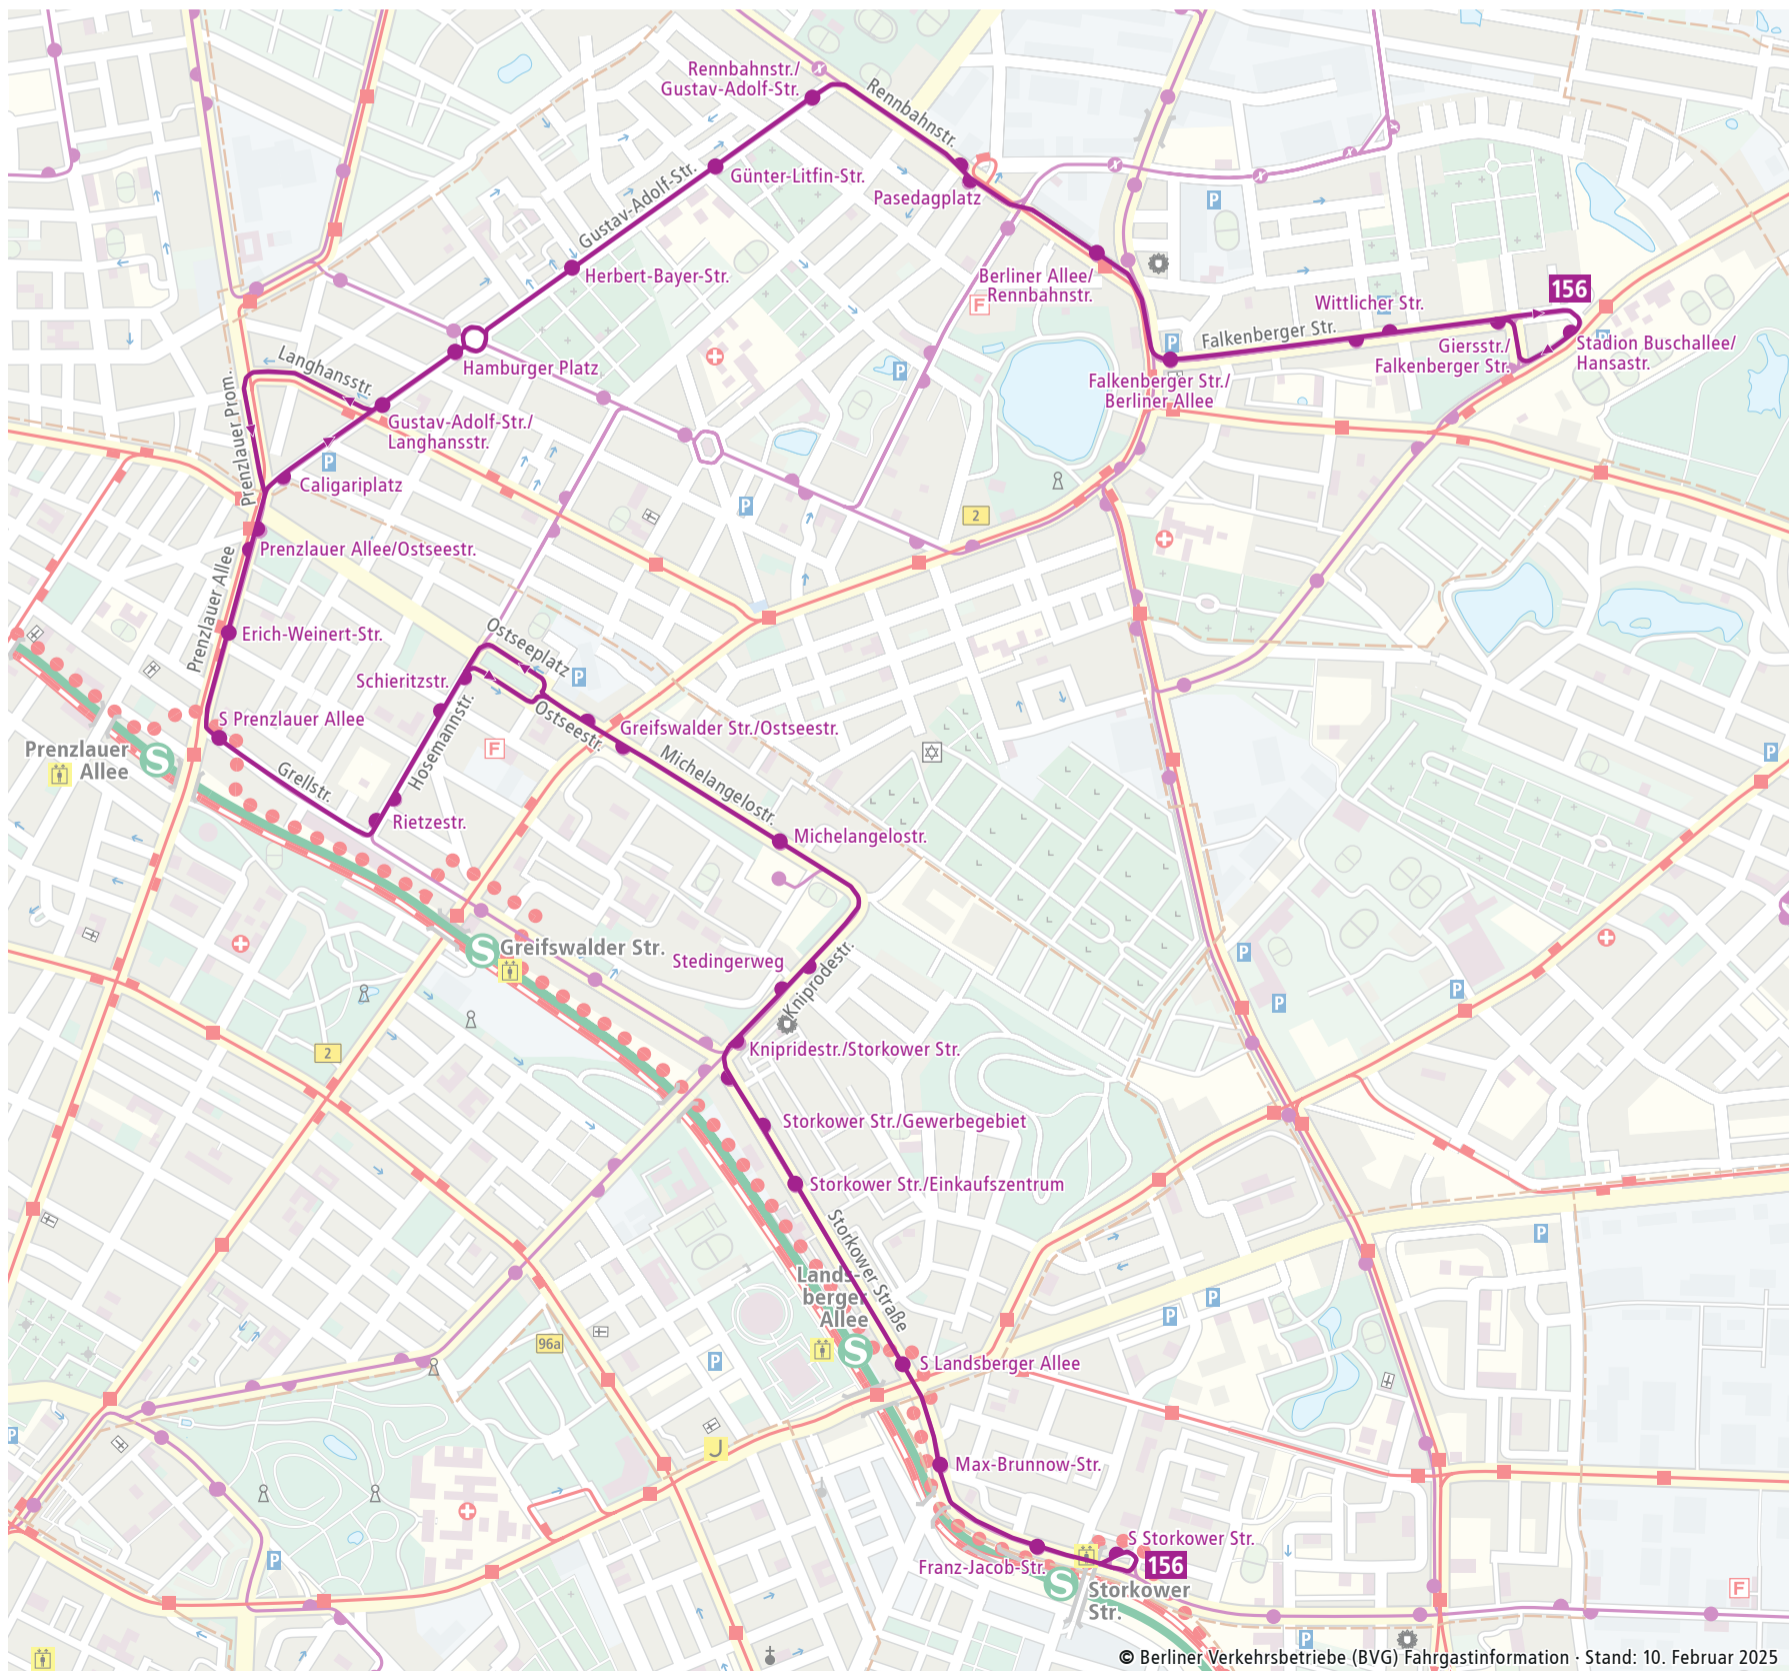 Rennbahnstr./
Gustav-Adolf-Str.
Rennbahnstr.
Günter-Litfin-Str.
Pasedagplatz
Gustav-Adolf-Str.
Herbert-Bayer-Str.
Berliner Allee/
Rennbahnstr.
F
P
156
Wittlicher Str.
P
P
Falkenberger Str.
P
Giersstr./
Falkenberger Str.
Stadion Buschallee/
Hansastr.
Falkenberger Str./
Berliner Allee
Hamburger Platz
P
Langhansstr.
Prenzlauer Prom.
Gustav-Adolf-Str./
Langhansstr.
P
Caligariplatz
P
2
Prenzlauer Allee/Ostseestr.
Prenzlauer Allee
Erich-Weinert-Str.
Ostseeplatz
Schieritzstr.
P
S Prenzlauer Allee
Ostseestr.
Greifswalder Str./Ostseestr.
Prenzlauer
Allee
S
F
Hosemannstr.
Grellstr.
Michelangelostr.
P
Rietzestr.
Michelangelostr.
S
Greifswalder Str.
Stedingerweg
Kniprodestr.
P
P
P
2
Knipridestr./Storkower Str.
Storkower Str./Gewerbegebiet
Storkower Str./Einkaufszentrum
Storkower Straße
P
Lands-
berger
Allee
S
P
P
96a
P
S Landsberger Allee
P
Max-Brunnow-Str.
P
S Storkower Str.
156
Franz-Jacob-Str.
S
Storkower
Str.
F
P
© Berliner Verkehrsbetriebe (BVG) Fahrgastinformation · Stand: 10. Februar 2025